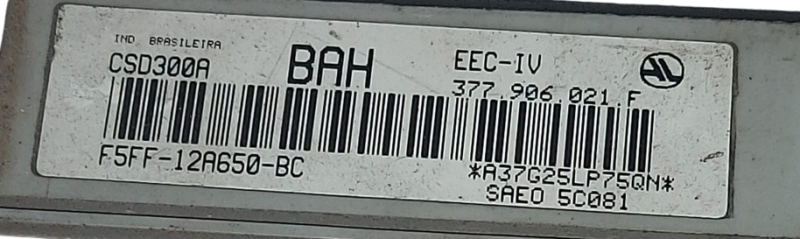 IND BRASILEIRA
CSD300A BAH EEC-IV
377.906.021.F
F5FF-12A650-BC *A37G25LP75QN*
SAEO 5C081